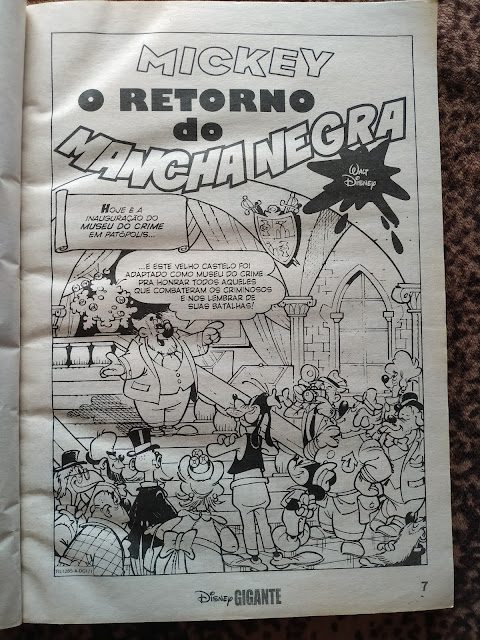 MICKEY
O RETORNO
do
MANCHA NEGRA
WALT
DISNEY
HOJE É A
INAUGURAÇÃO DO
MUSEU DO CRIME
EM PATÓPOLIS...
...E ESTE VELHO CASTELO FOI
ADAPTADO COMO MUSEU DO CRIME
PRA HONRAR TODOS AQUELES
QUE COMBATERAM OS CRIMINOSOS
E NOS LEMBRAR DE
SUAS BATALHAS!
DISNEY GIGANTE
7